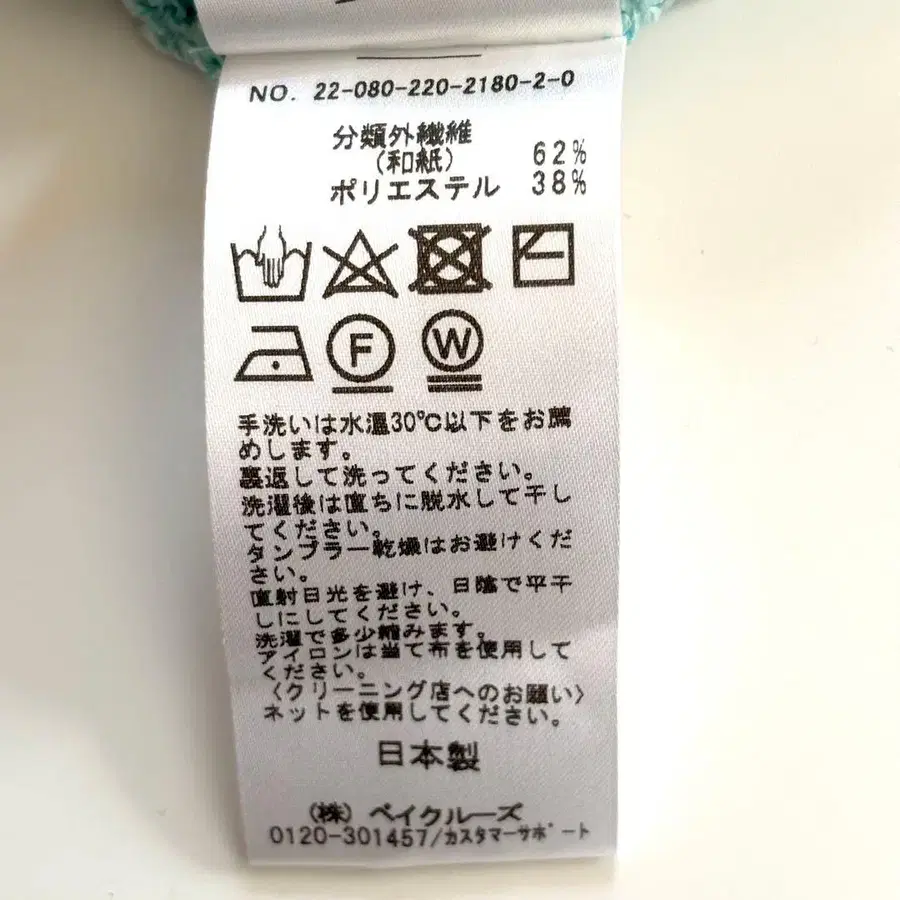 NO. 22-080-220-2180-2-0
分類外繊維
(和紙) 62%
ポリエステル 38%
F
W
手洗いは水温30℃以下をお薦
めします。
裏返して洗ってください。
洗濯後は直ちに脱水して干し
てください。
タンブラー乾燥はお避けくだ
さい。
直射日光を避け、日陰で平干
しにしてください。
洗濯で多少縮みます。
アイロンは当て布を使用して
ください。
〈クリーニング店へのお願い〉
ネットを使用してください。
日本製
(株) ベイクルーズ
0120-301457/カスタマーサポート